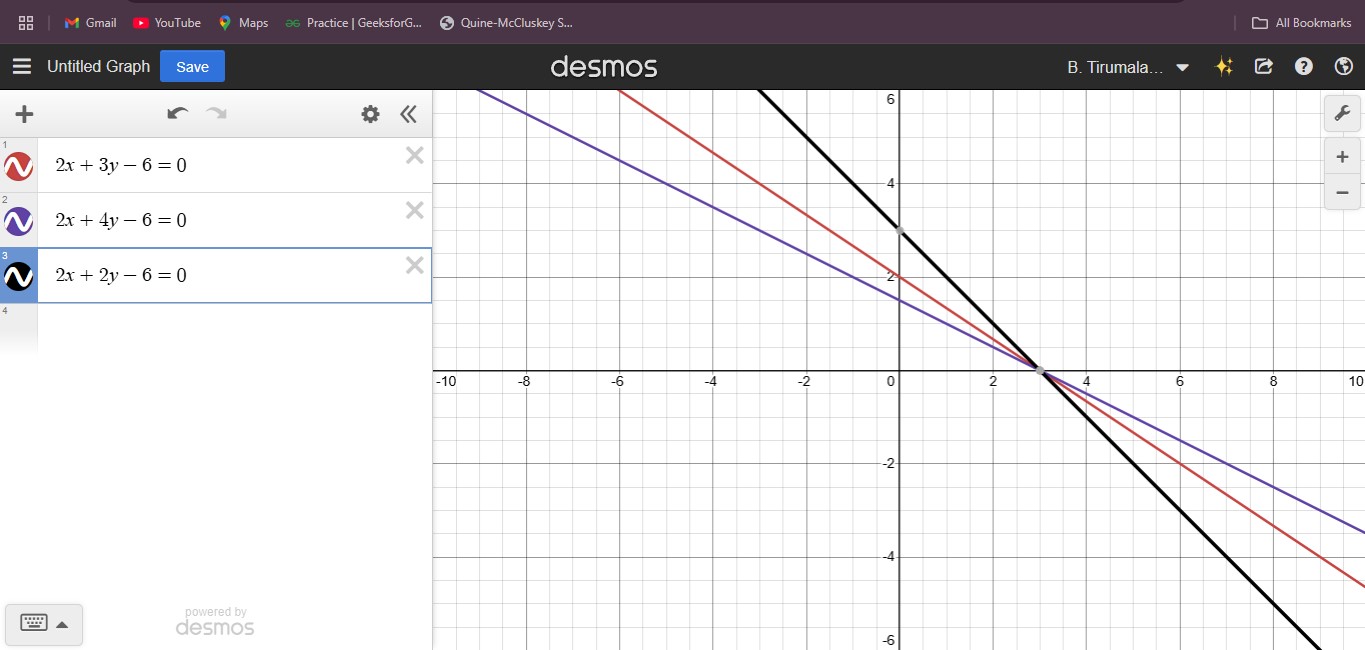 Gmail YouTube Maps Practice | GeeksforG... Quine-McCluskey S... All Bookmarks
Untitled Graph Save desmos B. Tirumala...
1
2x + 3y − 6 = 0
2
2x + 4y − 6 = 0
3
2x + 2y − 6 = 0
4
powered by
desmos
6
4
2
-10 -8 -6 -4 -2 0 2 4 6 8 10
-2
-4
-6